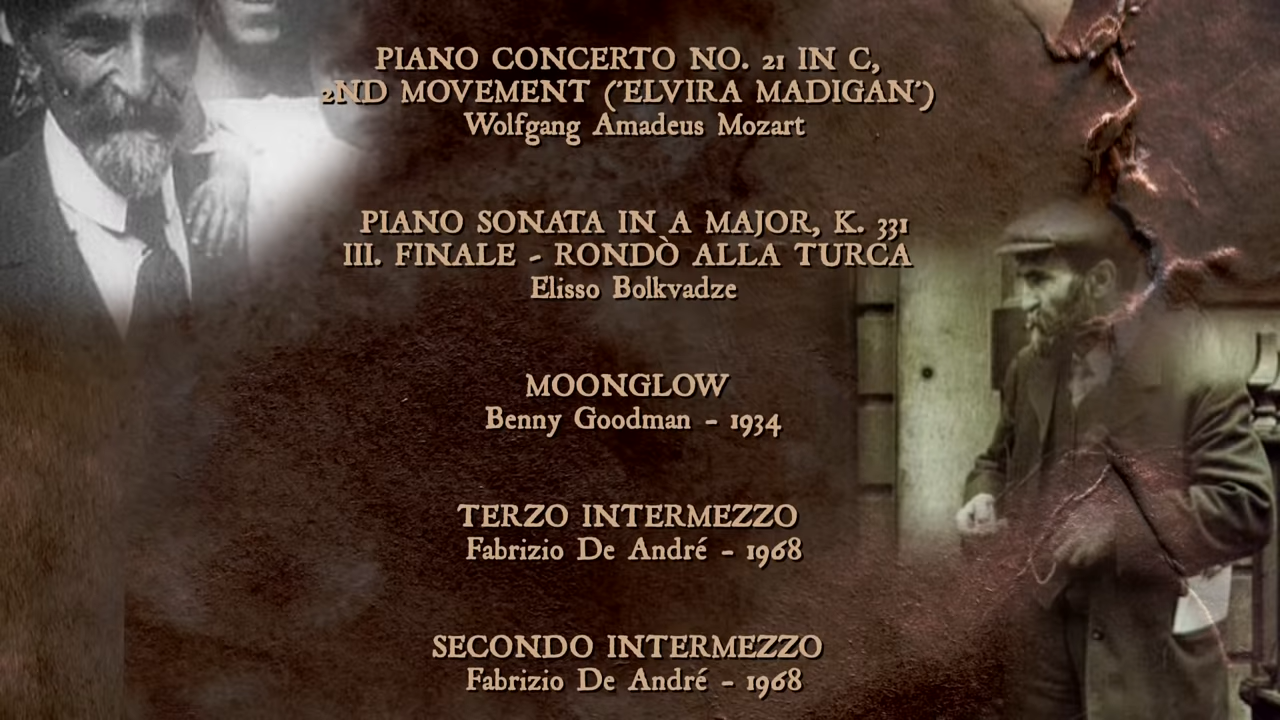 PIANO CONCERTO NO. 21 IN C,
2ND MOVEMENT ('ELVIRA MADIGAN')
Wolfgang Amadeus Mozart
PIANO SONATA IN A MAJOR, K. 331
III. FINALE - RONDÒ ALLA TURCA
Elisso Bolkvadze
MOONGLOW
Benny Goodman - 1934
TERZO INTERMEZZO
Fabrizio De André - 1968
SECONDO INTERMEZZO
Fabrizio De André - 1968